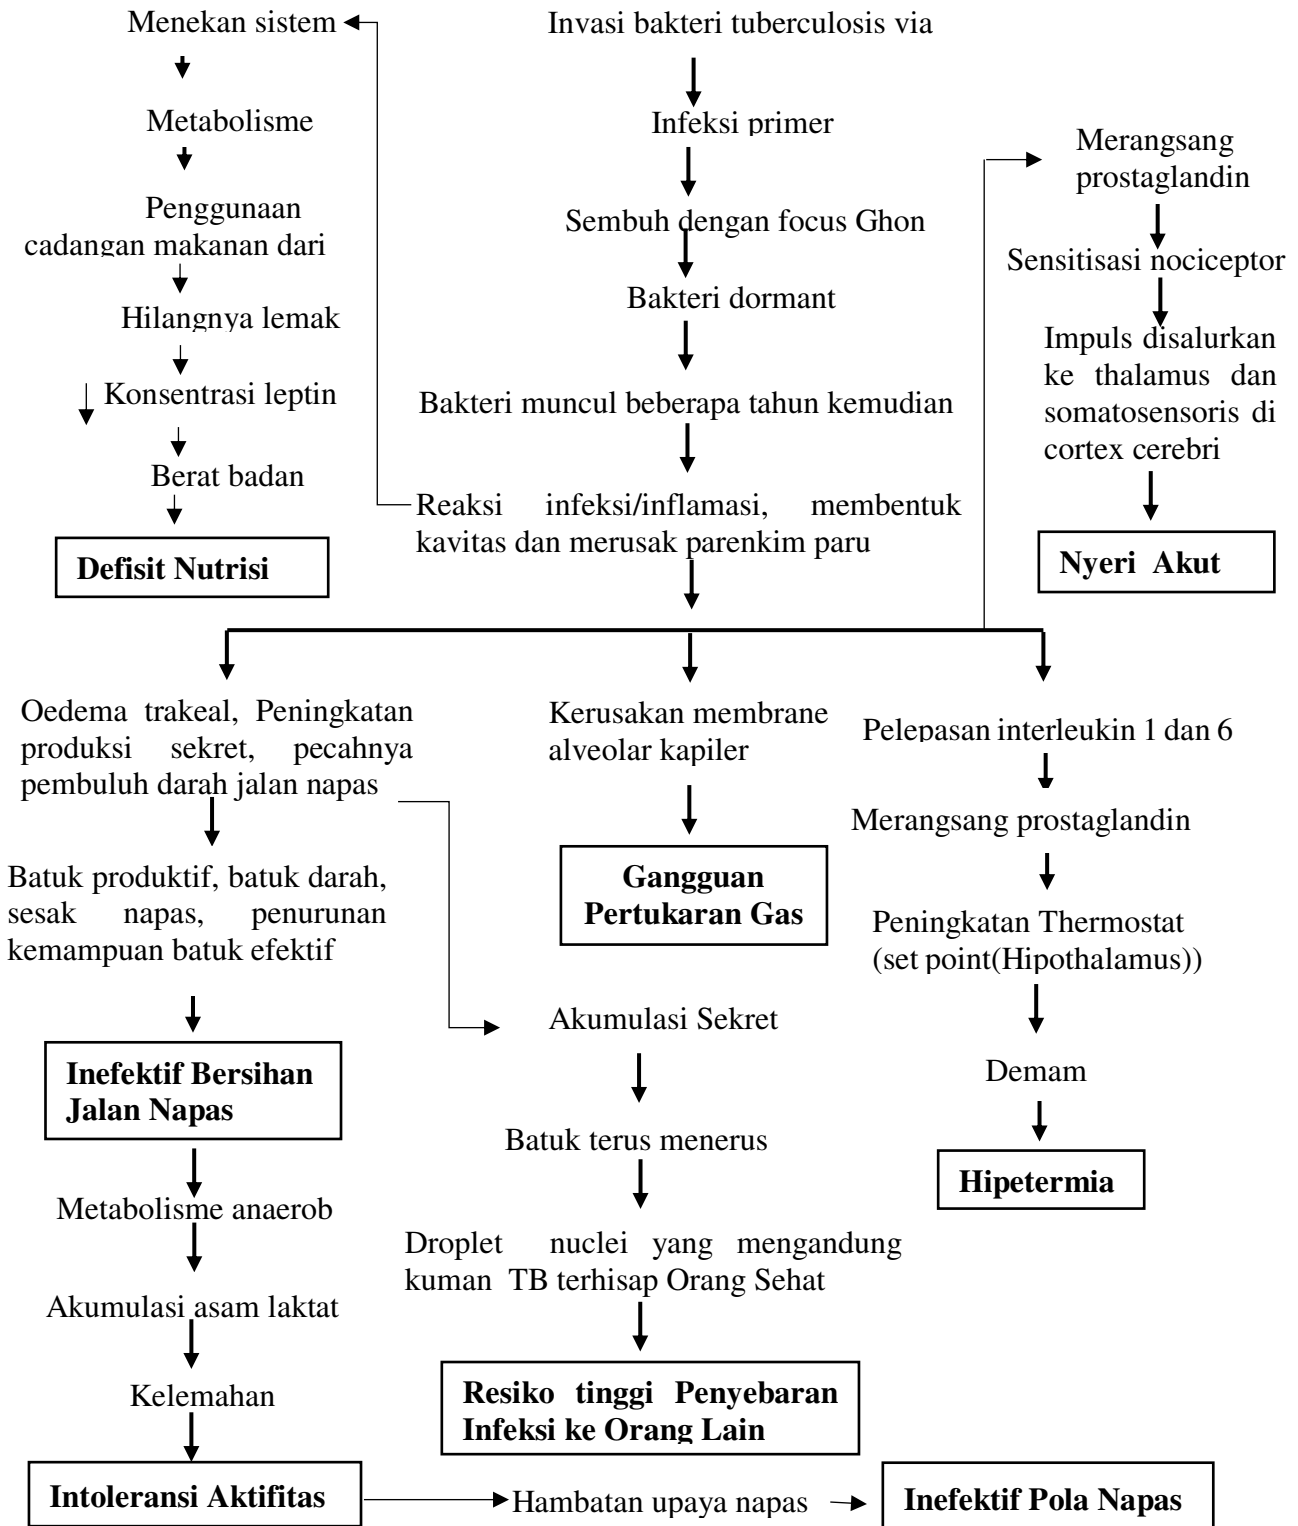 Menekan sistem
Invasi bakteri tuberculosis via
Metabolisme
Infeksi primer
Merangsang
prostaglandin
Penggunaan
cadangan makanan dari
Sembuh dengan focus Ghon
Sensitisasi nociceptor
Hilangnya lemak
Bakteri dormant
Impuls disalurkan
ke thalamus dan
somatosensoris di
cortex cerebri
Konsentrasi leptin
Bakteri muncul beberapa tahun kemudian
Berat badan
Reaksi infeksi/inflamasi, membentuk
kavitas dan merusak parenkim paru
Defisit Nutrisi
Nyeri Akut
Oedema trakeal, Peningkatan
produksi sekret, pecahnya
pembuluh darah jalan napas
Kerusakan membrane
alveolar kapiler
Pelepasan interleukin 1 dan 6
Merangsang prostaglandin
Batuk produktif, batuk darah,
sesak napas, penurunan
kemampuan batuk efektif
Gangguan
Pertukaran Gas
Peningkatan Thermostat
(set point(Hipothalamus))
Akumulasi Sekret
Inefektif Bersihan
Jalan Napas
Demam
Batuk terus menerus
Hipetermia
Metabolisme anaerob
Droplet nuclei yang mengandung
kuman TB terhisap Orang Sehat
Akumulasi asam laktat
Kelemahan
Resiko tinggi Penyebaran
Infeksi ke Orang Lain
Intoleransi Aktifitas
Hambatan upaya napas
Inefektif Pola Napas